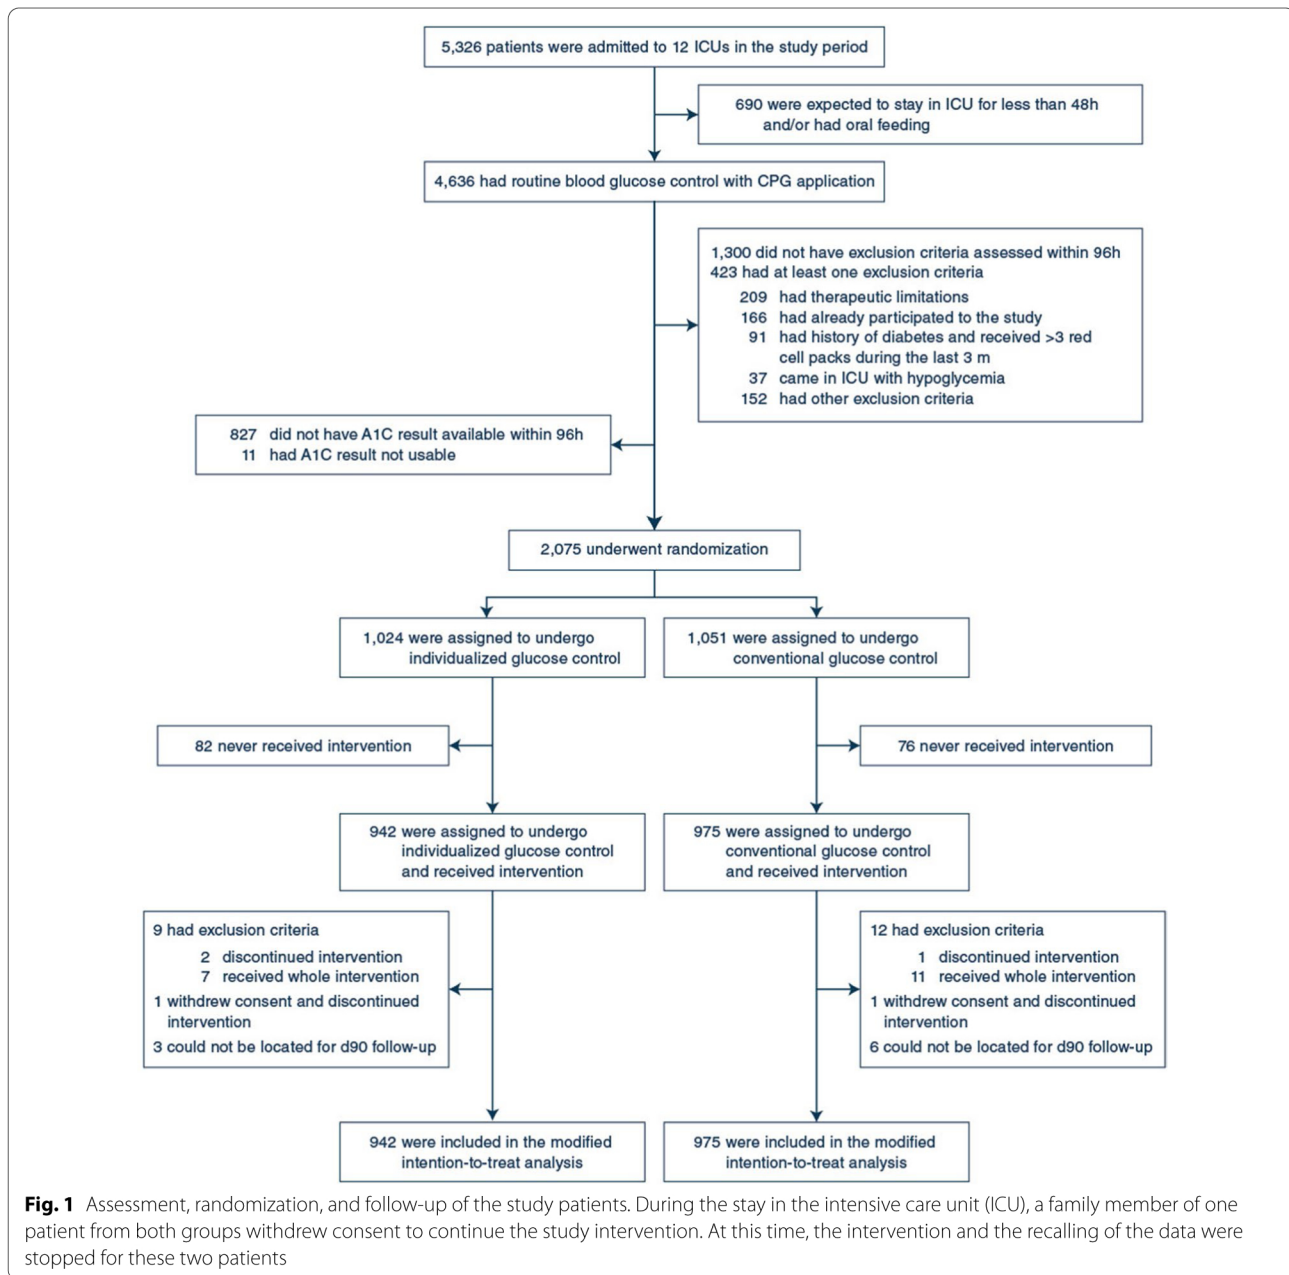 5,326 patients were admitted to 12 ICUs in the study period
690 were expected to stay in ICU for less than 48h
and/or had oral feeding
4,636 had routine blood glucose control with CPG application
1,300 did not have exclusion criteria assessed within 96h
423 had at least one exclusion criteria
209 had therapeutic limitations
166 had already participated to the study
91 had history of diabetes and received >3 red
cell packs during the last 3 m
37 came in ICU with hypoglycemia
152 had other exclusion criteria
827 did not have A1C result available within 96h
11 had A1C result not usable
2,075 underwent randomization
1,024 were assigned to undergo
individualized glucose control
1,051 were assigned to undergo
conventional glucose control
82 never received intervention
76 never received intervention
942 were assigned to undergo
individualized glucose control
and received intervention
975 were assigned to undergo
conventional glucose control
and received intervention
9 had exclusion criteria
2 discontinued intervention
7 received whole intervention
1 withdrew consent and discontinued
intervention
3 could not be located for d90 follow-up
12 had exclusion criteria
1 discontinued intervention
11 received whole intervention
1 withdrew consent and discontinued
intervention
6 could not be located for d90 follow-up
942 were included in the modified
intention-to-treat analysis
975 were included in the modified
intention-to-treat analysis
Fig. 1 Assessment, randomization, and follow-up of the study patients. During the stay in the intensive care unit (ICU), a family member of one
patient from both groups withdrew consent to continue the study intervention. At this time, the intervention and the recalling of the data were
stopped for these two patients